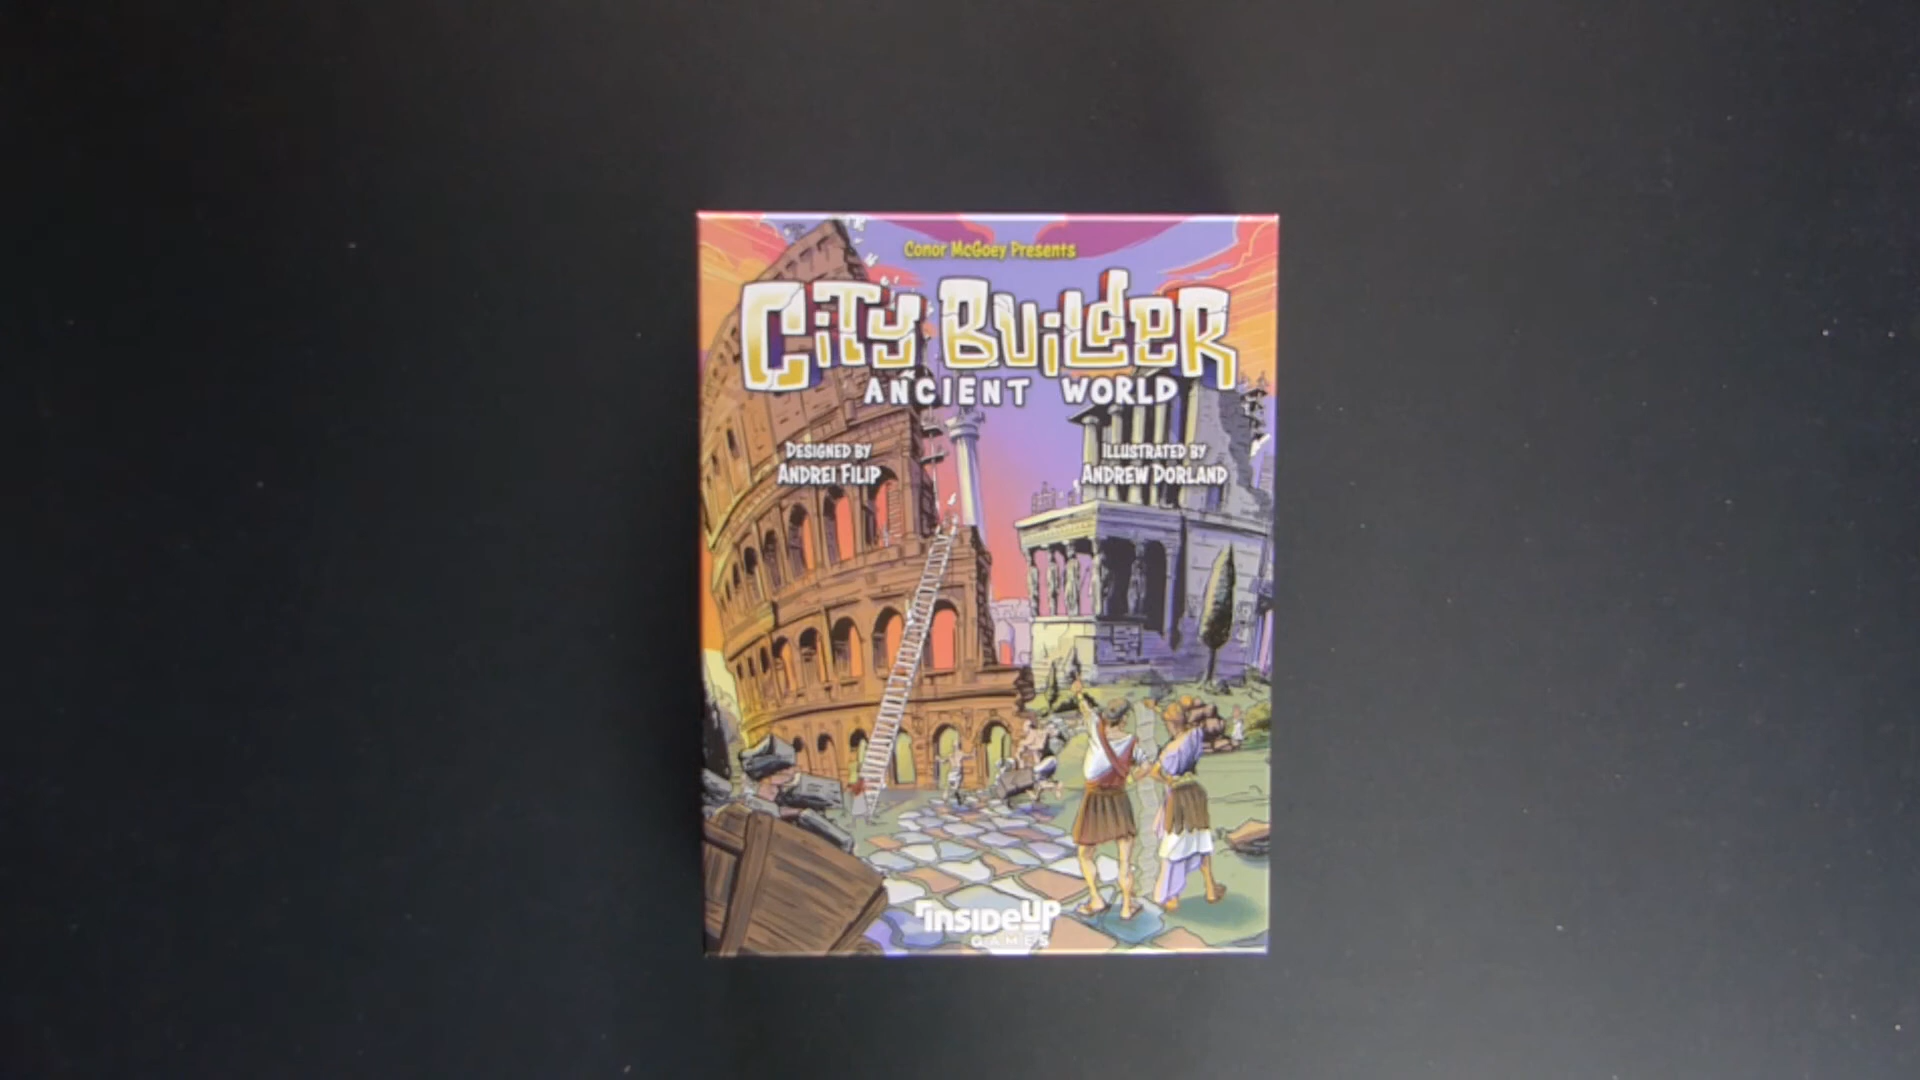 Conor McGoey Presents
City Builder
ANCIENT WORLD
DESIGNED BY
ANDREI FILIP
ILLUSTRATED BY
ANDREW DORLAND
INSIDEUP
GAMES